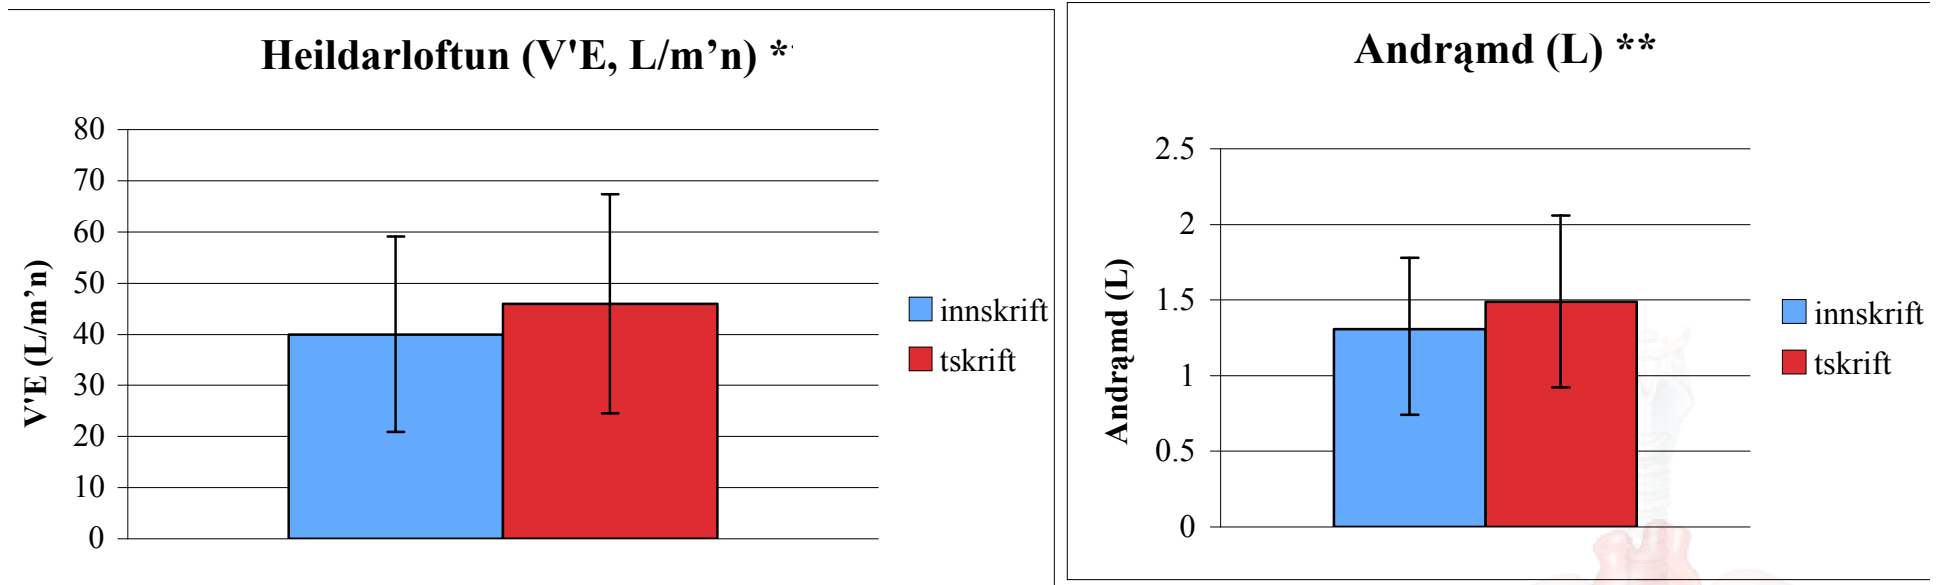 Heildarloftun (V'E, L/m’n) *
80
70
60
50
40
30
20
10
0
V'E (L/m’n)
innskrift
tskrift
Andrąmd (L) **
2.5
2
1.5
1
0.5
0
Andrąmd (L)
innskrift
tskrift